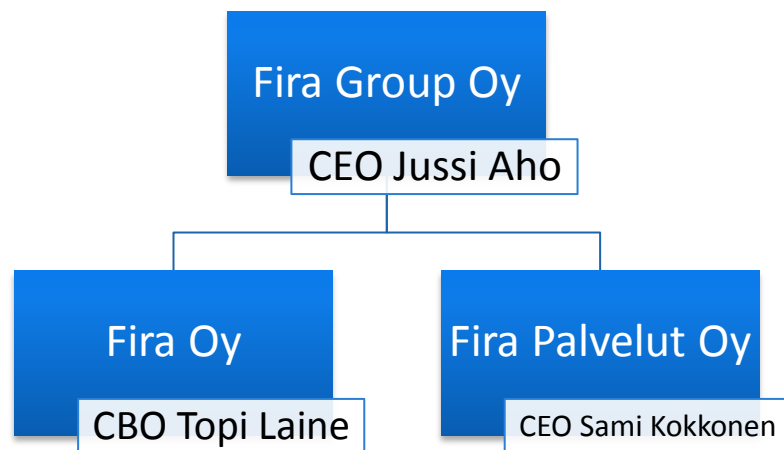 Fira Group Oy
CEO Jussi Aho
Fira Oy
CBO Topi Laine
Fira Palvelut Oy
CEO Sami Kokkonen